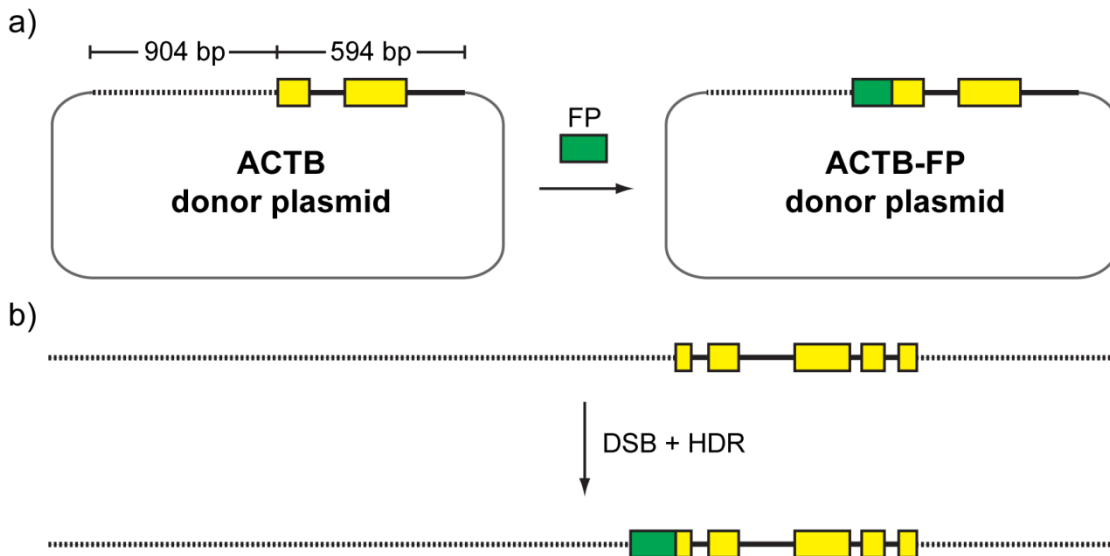 a)
904 bp 594 bp
FP
ACTB
donor plasmid
ACTB-FP
donor plasmid
b)
DSB + HDR